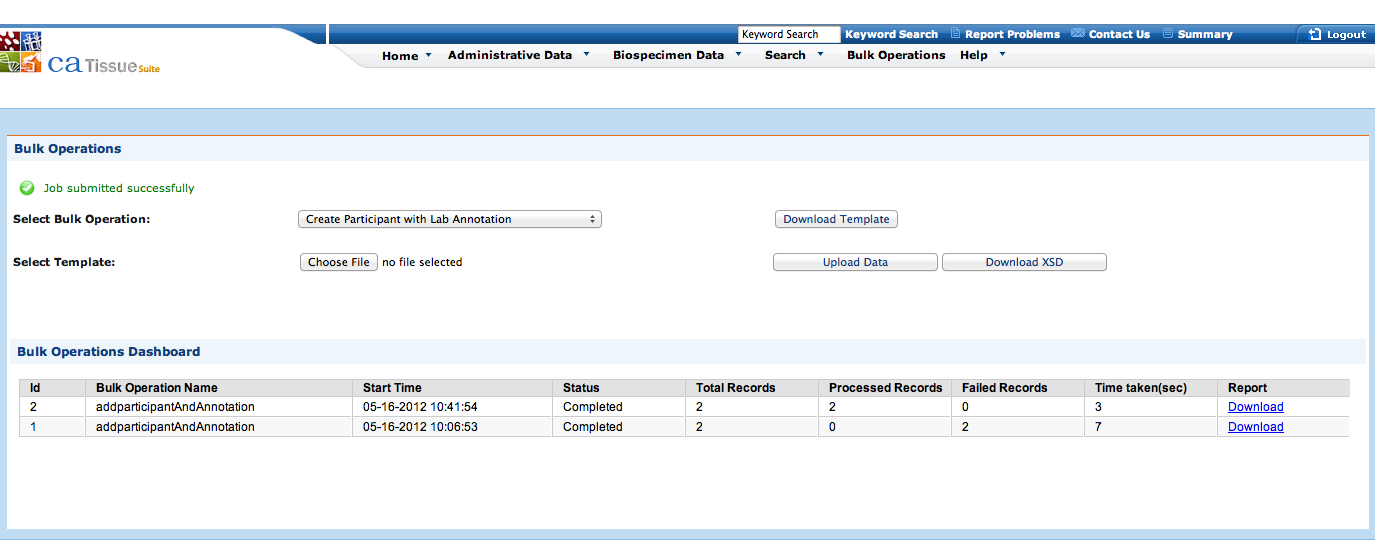 Keyword Search Keyword Search Report Problems Contact Us Summary Logout
ca Tissue Suite
Home Administrative Data Biospecimen Data Search Bulk Operations Help
Bulk Operations
Job submitted successfully
Select Bulk Operation: Create Participant with Lab Annotation Download Template
Select Template: Choose File no file selected Upload Data Download XSD
Bulk Operations Dashboard
Id Bulk Operation Name Start Time Status Total Records Processed Records Failed Records Time taken(sec) Report
2 addparticipantAndAnnotation 05-16-2012 10:41:54 Completed 2 2 0 3 Download
1 addparticipantAndAnnotation 05-16-2012 10:06:53 Completed 2 0 2 7 Download